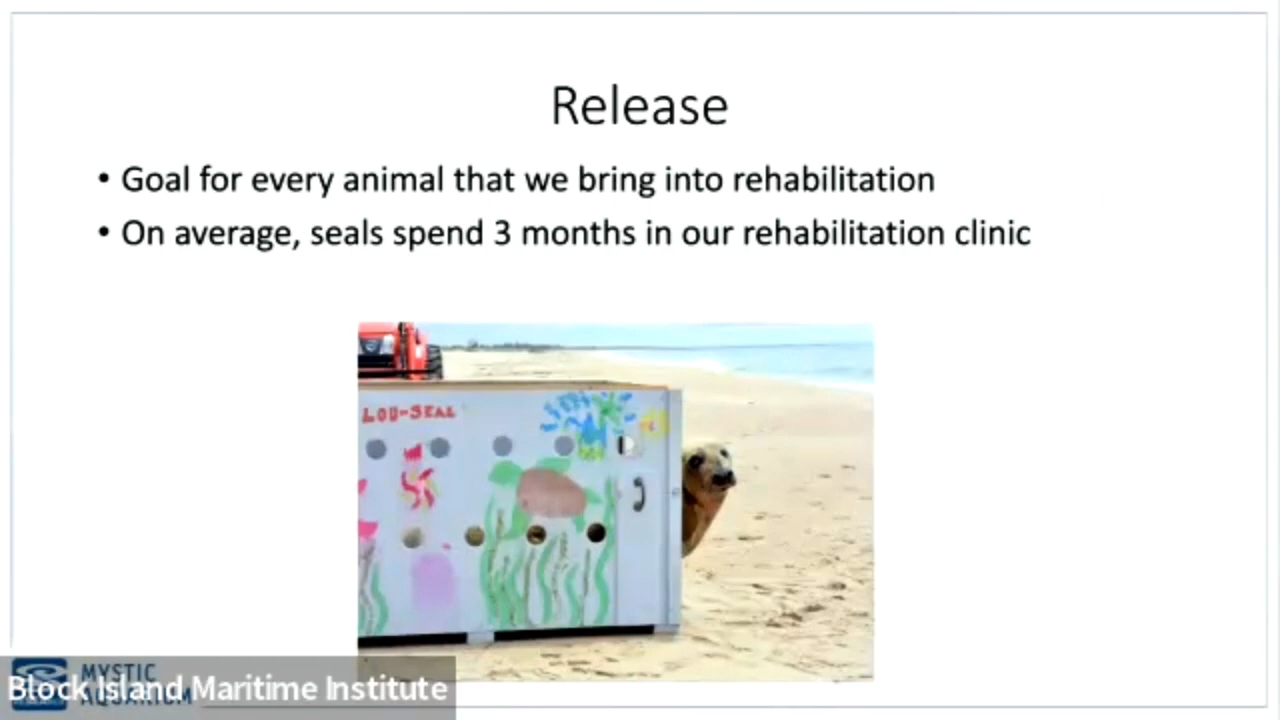 Release
• Goal for every animal that we bring into rehabilitation
• On average, seals spend 3 months in our rehabilitation clinic
LOU-SEAL
MYSTIC
AQUARIUM
Block Island Maritime Institute